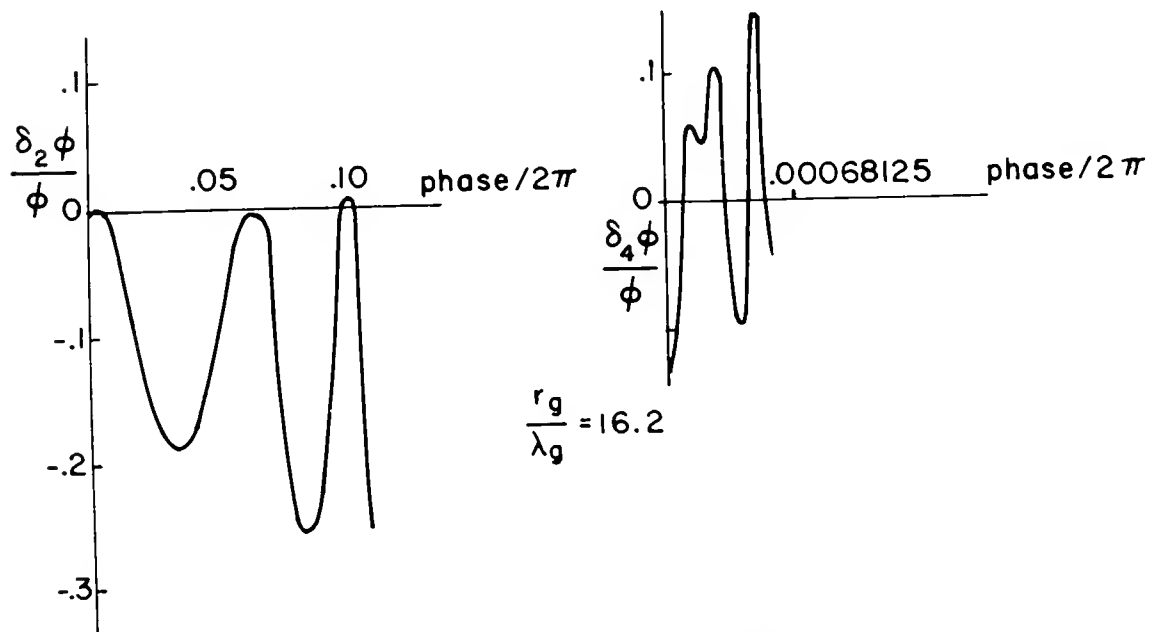 .1
δ₂φ
φ
0
.05
.10
phase/2π
-.1
-.2
-.3
.1
0
.00068125
phase/2π
δ₄φ
φ
r_g
λ_g
=16.2